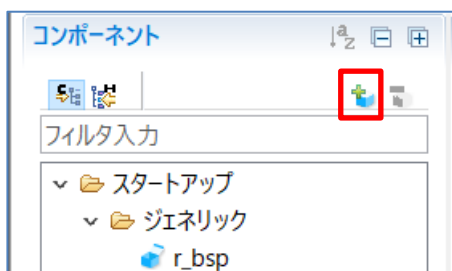 コンポーネント
フィルタ入力
スタートアップ
ジェネリック
r_bsp